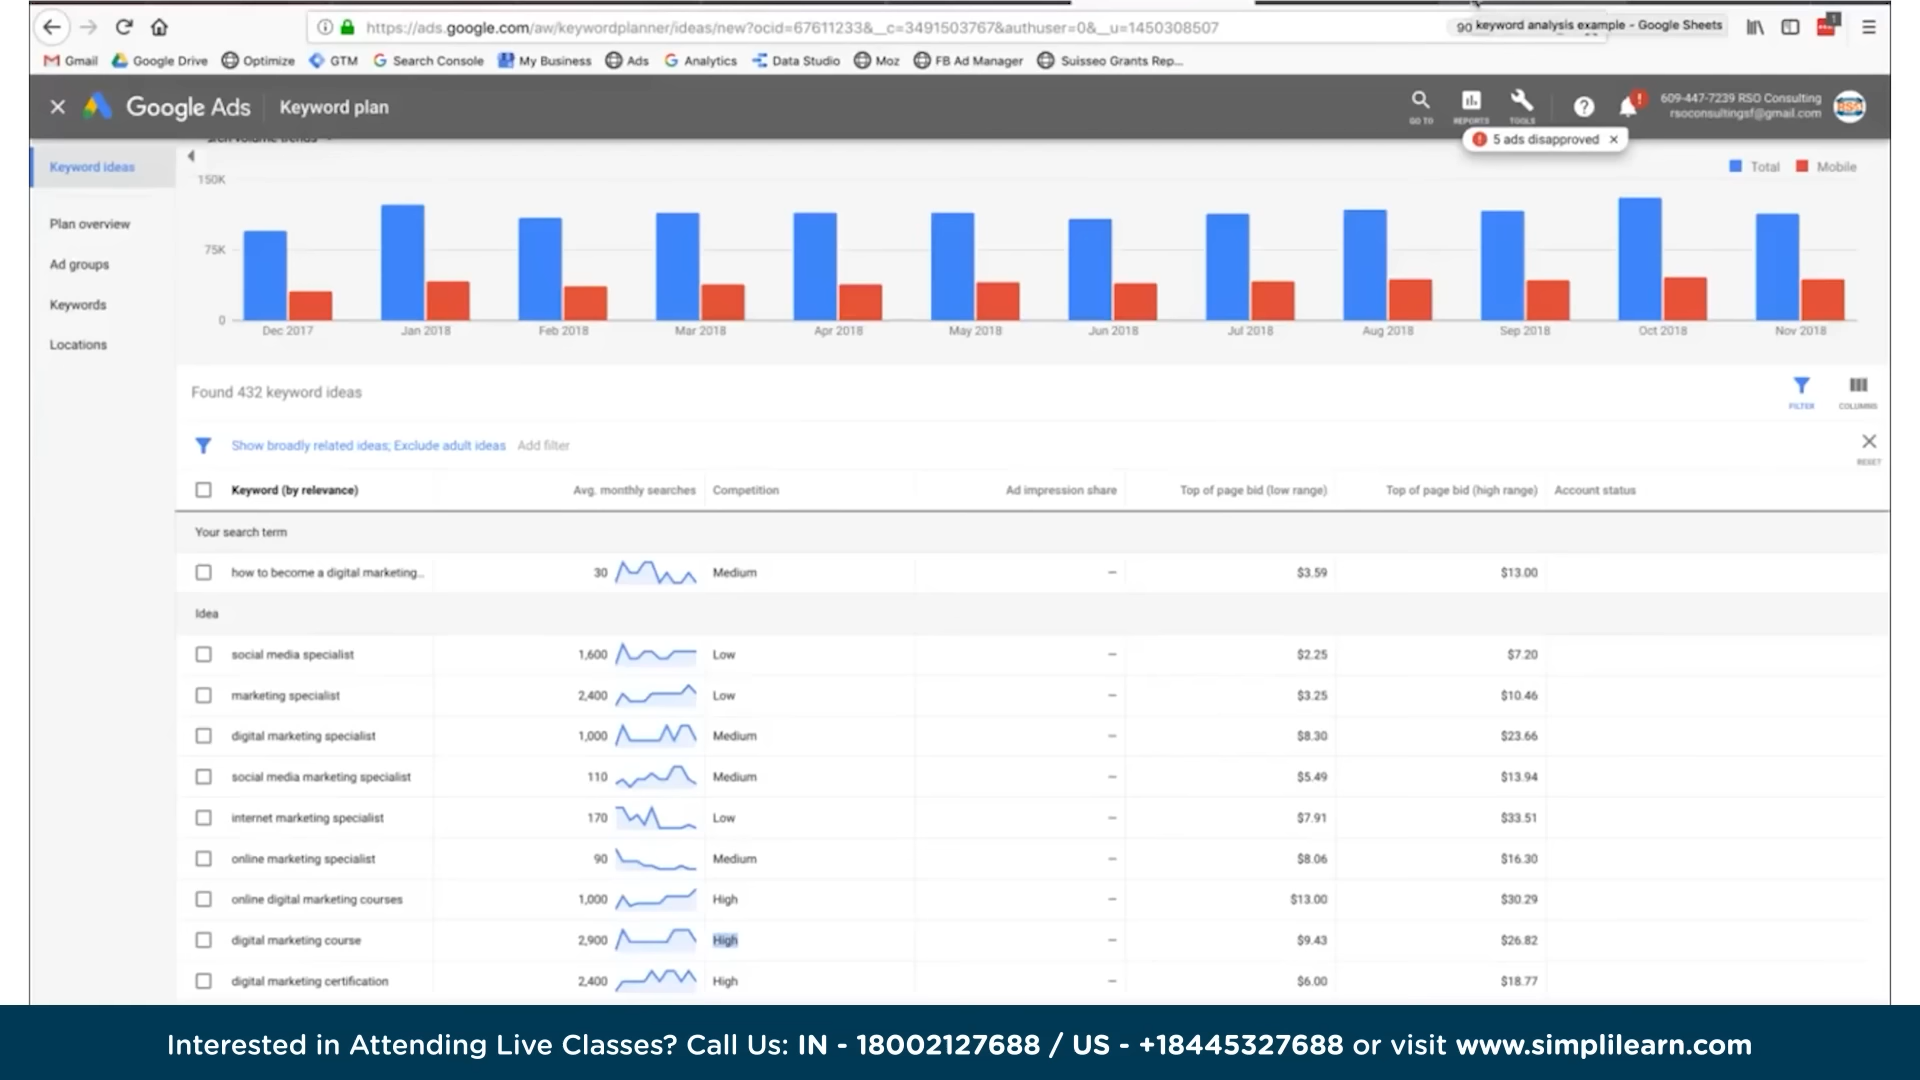 https://ads.google.com/aw/keywordplanner/ideas/new?ocid=67611233&__c=3491503767&authuser=0&__u=1450308507
90 keyword analysis example - Google Sheets
1
Gmail Google Drive Optimize GTM Search Console My Business Ads Analytics Data Studio Moz FB Ad Manager Suisseo Grants Rep...
Google Ads Keyword plan
GO TO REPORTS TOOLS
609-447-7239 RSO Consulting
rsoconsultingsf@gmail.com
RSO
5 ads disapproved
Keyword ideas
Plan overview
Ad groups
Keywords
Locations
volume trends
Total Mobile
150K
75K
0
Dec 2017 Jan 2018 Feb 2018 Mar 2018 Apr 2018 May 2018 Jun 2018 Jul 2018 Aug 2018 Sep 2018 Oct 2018 Nov 2018
Found 432 keyword ideas
FILTER COLUMNS
Show broadly related ideas; Exclude adult ideas Add filter
RESET
Keyword (by relevance) Avg. monthly searches Competition Ad impression share Top of page bid (low range) Top of page bid (high range) Account status
Your search term
how to become a digital marketing... 30 Medium – $3.59 $13.00
Idea
social media specialist 1,600 Low – $2.25 $7.20
marketing specialist 2,400 Low – $3.25 $10.46
digital marketing specialist 1,000 Medium – $8.30 $23.66
social media marketing specialist 110 Medium – $5.49 $13.94
internet marketing specialist 170 Low – $7.91 $33.51
online marketing specialist 90 Medium – $8.06 $16.30
online digital marketing courses 1,000 High – $13.00 $30.29
digital marketing course 2,900 High – $9.43 $26.82
digital marketing certification 2,400 High – $6.00 $18.77
Interested in Attending Live Classes? Call Us: IN - 18002127688 / US - +18445327688 or visit www.simplilearn.com